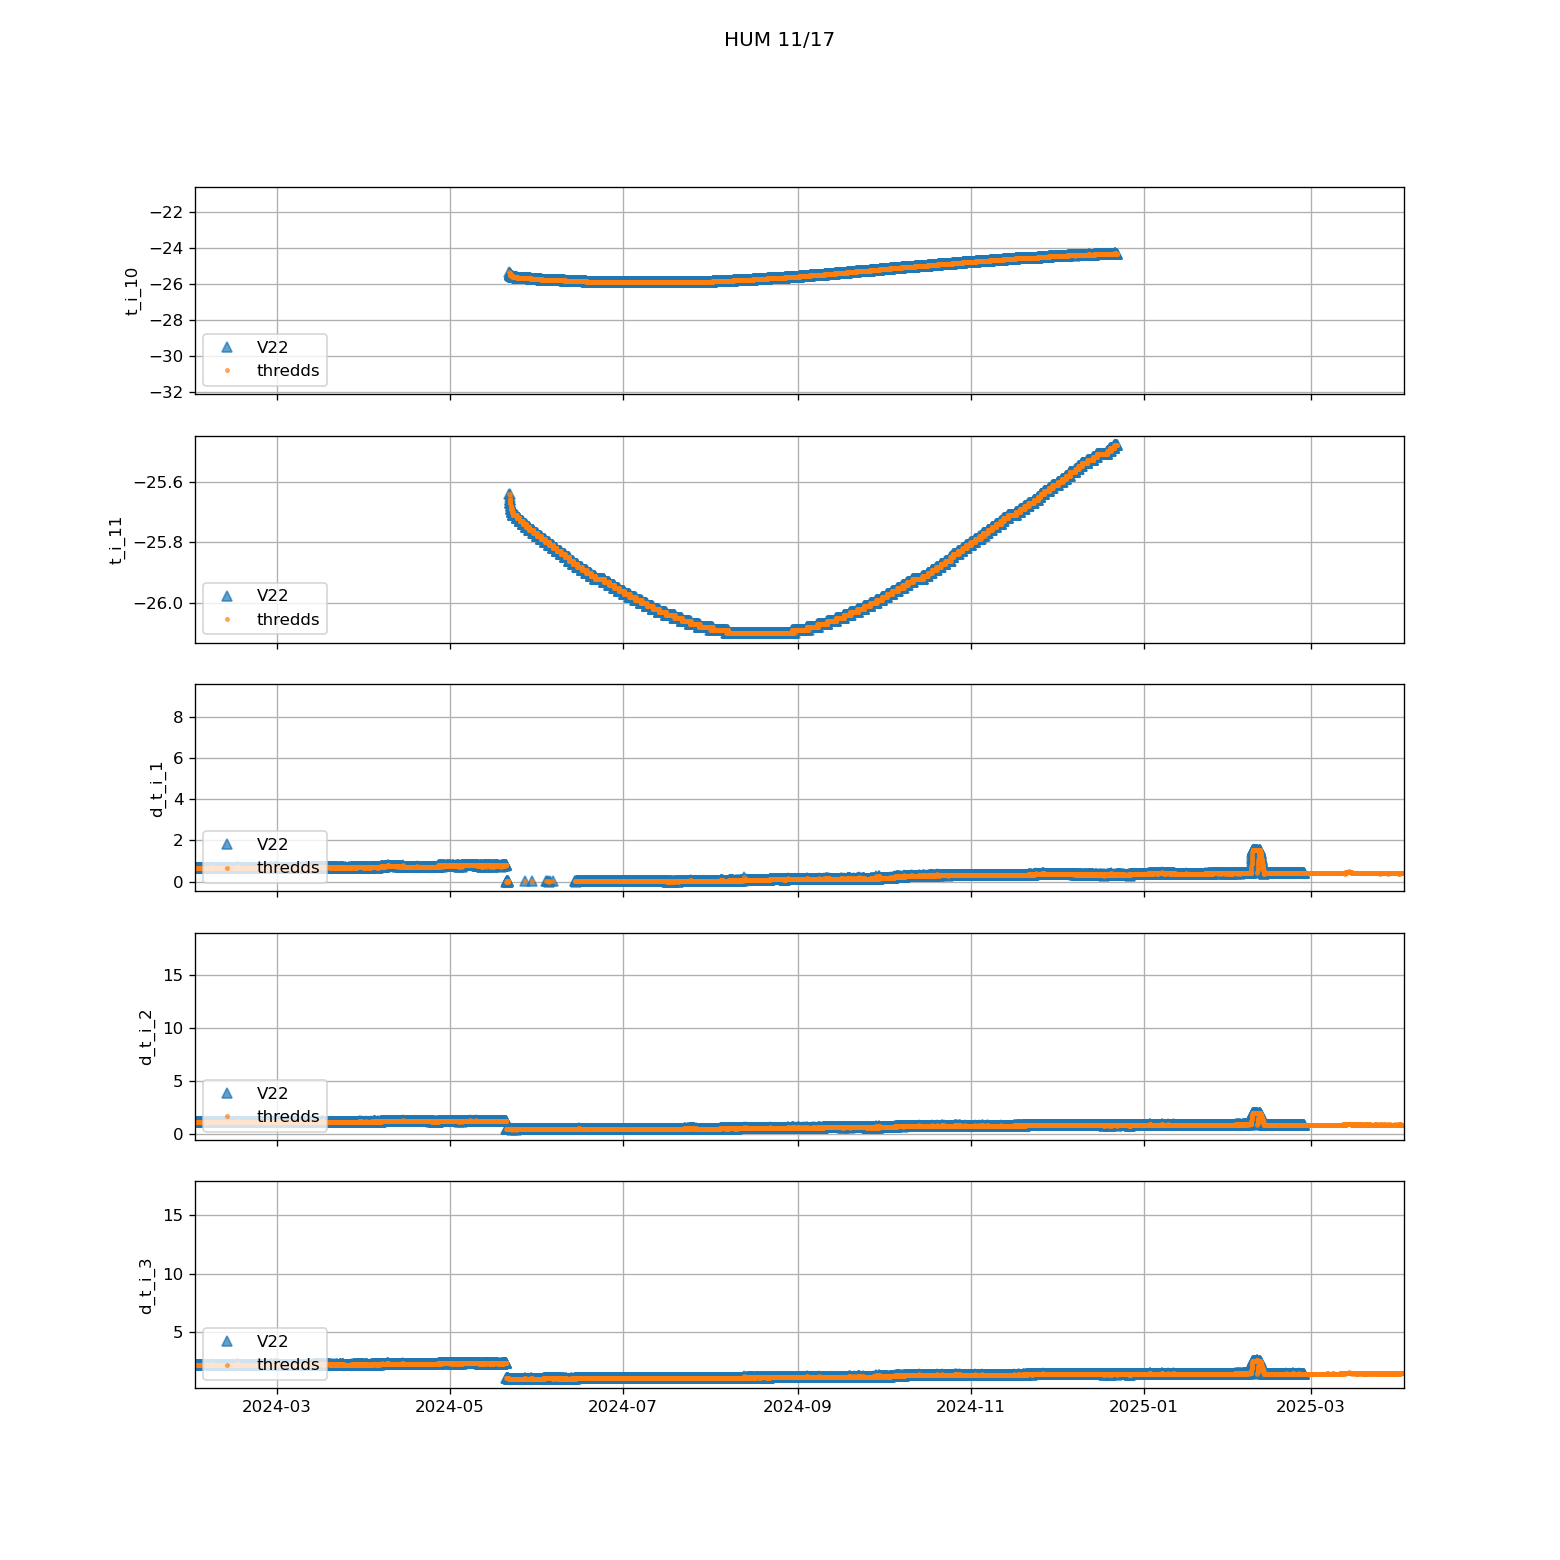 HUM 11/17
−22
−24
−26
−28
−30
−32
t_i_10
V22
thredds
−25.6
−25.8
−26.0
t_i_11
V22
thredds
8
6
4
2
0
d_t_i_1
V22
thredds
15
10
5
0
d_t_i_2
V22
thredds
15
10
5
d_t_i_3
V22
thredds
2024-03 2024-05 2024-07 2024-09 2024-11 2025-01 2025-03